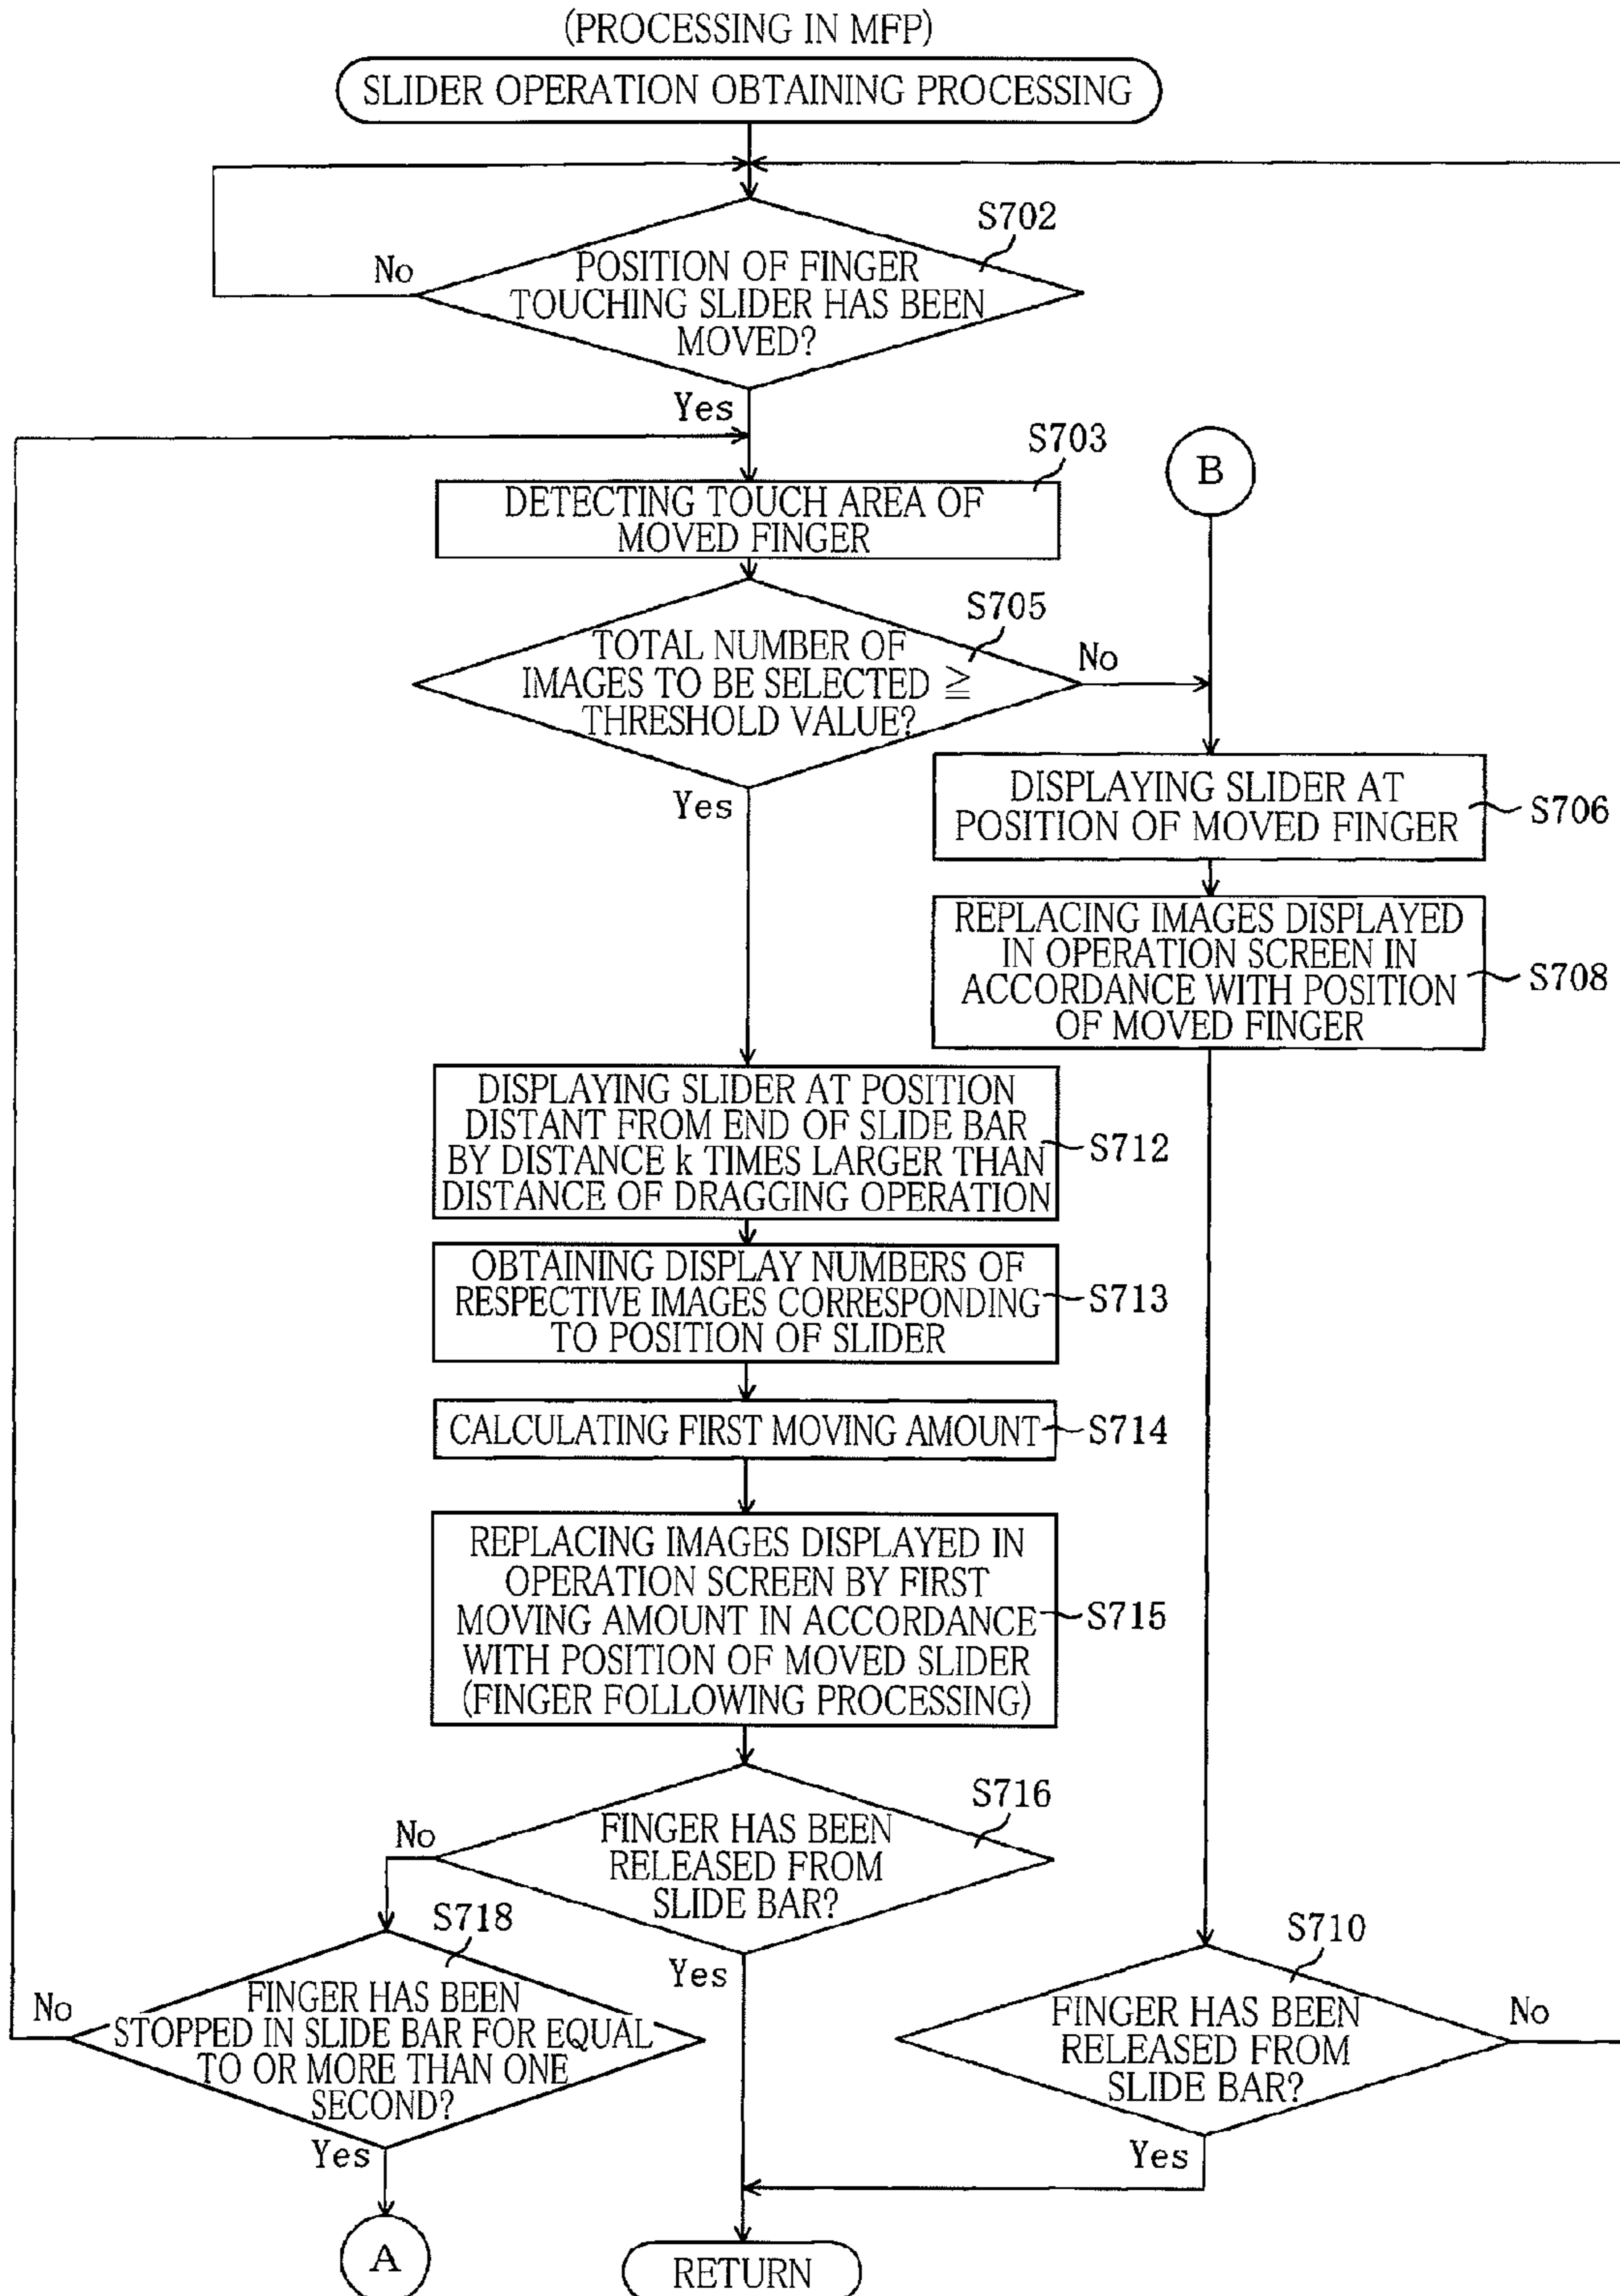 (PROCESSING IN MFP)
SLIDER OPERATION OBTAINING PROCESSING
S702
No
POSITION OF FINGER
TOUCHING SLIDER HAS BEEN
MOVED?
Yes
S703
B
DETECTING TOUCH AREA OF
MOVED FINGER
S705
TOTAL NUMBER OF
IMAGES TO BE SELECTED ≧
THRESHOLD VALUE?
No
Yes
DISPLAYING SLIDER AT
POSITION OF MOVED FINGER
S706
REPLACING IMAGES DISPLAYED
IN OPERATION SCREEN IN
ACCORDANCE WITH POSITION
OF MOVED FINGER
S708
DISPLAYING SLIDER AT POSITION
DISTANT FROM END OF SLIDE BAR
BY DISTANCE k TIMES LARGER THAN
DISTANCE OF DRAGGING OPERATION
S712
OBTAINING DISPLAY NUMBERS OF
RESPECTIVE IMAGES CORRESPONDING
TO POSITION OF SLIDER
S713
CALCULATING FIRST MOVING AMOUNT
S714
REPLACING IMAGES DISPLAYED IN
OPERATION SCREEN BY FIRST
MOVING AMOUNT IN ACCORDANCE
WITH POSITION OF MOVED SLIDER
(FINGER FOLLOWING PROCESSING)
S715
S716
No
FINGER HAS BEEN
RELEASED FROM
SLIDE BAR?
Yes
S718
No
FINGER HAS BEEN
STOPPED IN SLIDE BAR FOR EQUAL
TO OR MORE THAN ONE
SECOND?
Yes
S710
FINGER HAS BEEN
RELEASED FROM
SLIDE BAR?
No
Yes
A
RETURN